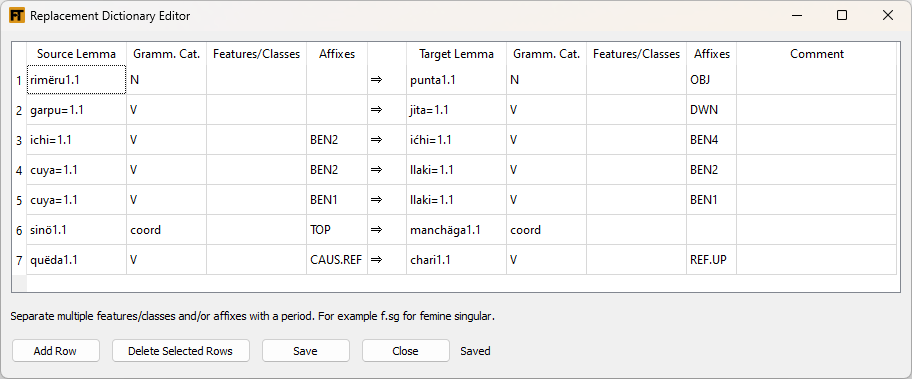 FT Replacement Dictionary Editor
Source Lemma Gramm. Cat. Features/Classes Affixes Target Lemma Gramm. Cat. Features/Classes Affixes Comment
1 rimëru1.1 N ⇒ punta1.1 N OBJ
2 garpu=1.1 V ⇒ jita=1.1 V DWN
3 ichi=1.1 V BEN2 ⇒ ićhi=1.1 V BEN4
4 cuya=1.1 V BEN2 ⇒ llaki=1.1 V BEN2
5 cuya=1.1 V BEN1 ⇒ llaki=1.1 V BEN1
6 sinö1.1 coord TOP ⇒ manchäga1.1 coord
7 quëda1.1 V CAUS.REF ⇒ chari1.1 V REF.UP
Separate multiple features/classes and/or affixes with a period. For example f.sg for femine singular.
Add Row Delete Selected Rows Save Close Saved